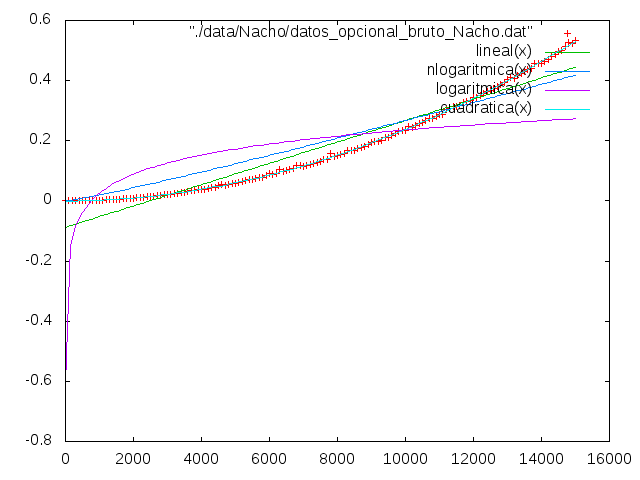 0.6
"./data/Nacho/datos_opcional_bruto_Nacho.dat"
lineal(x)
0.4
nlogaritmica(x)
logaritmica(x)
cuadratica(x)
0.2
0
-0.2
-0.4
-0.6
-0.8
0 2000 4000 6000 8000 10000 12000 14000 16000